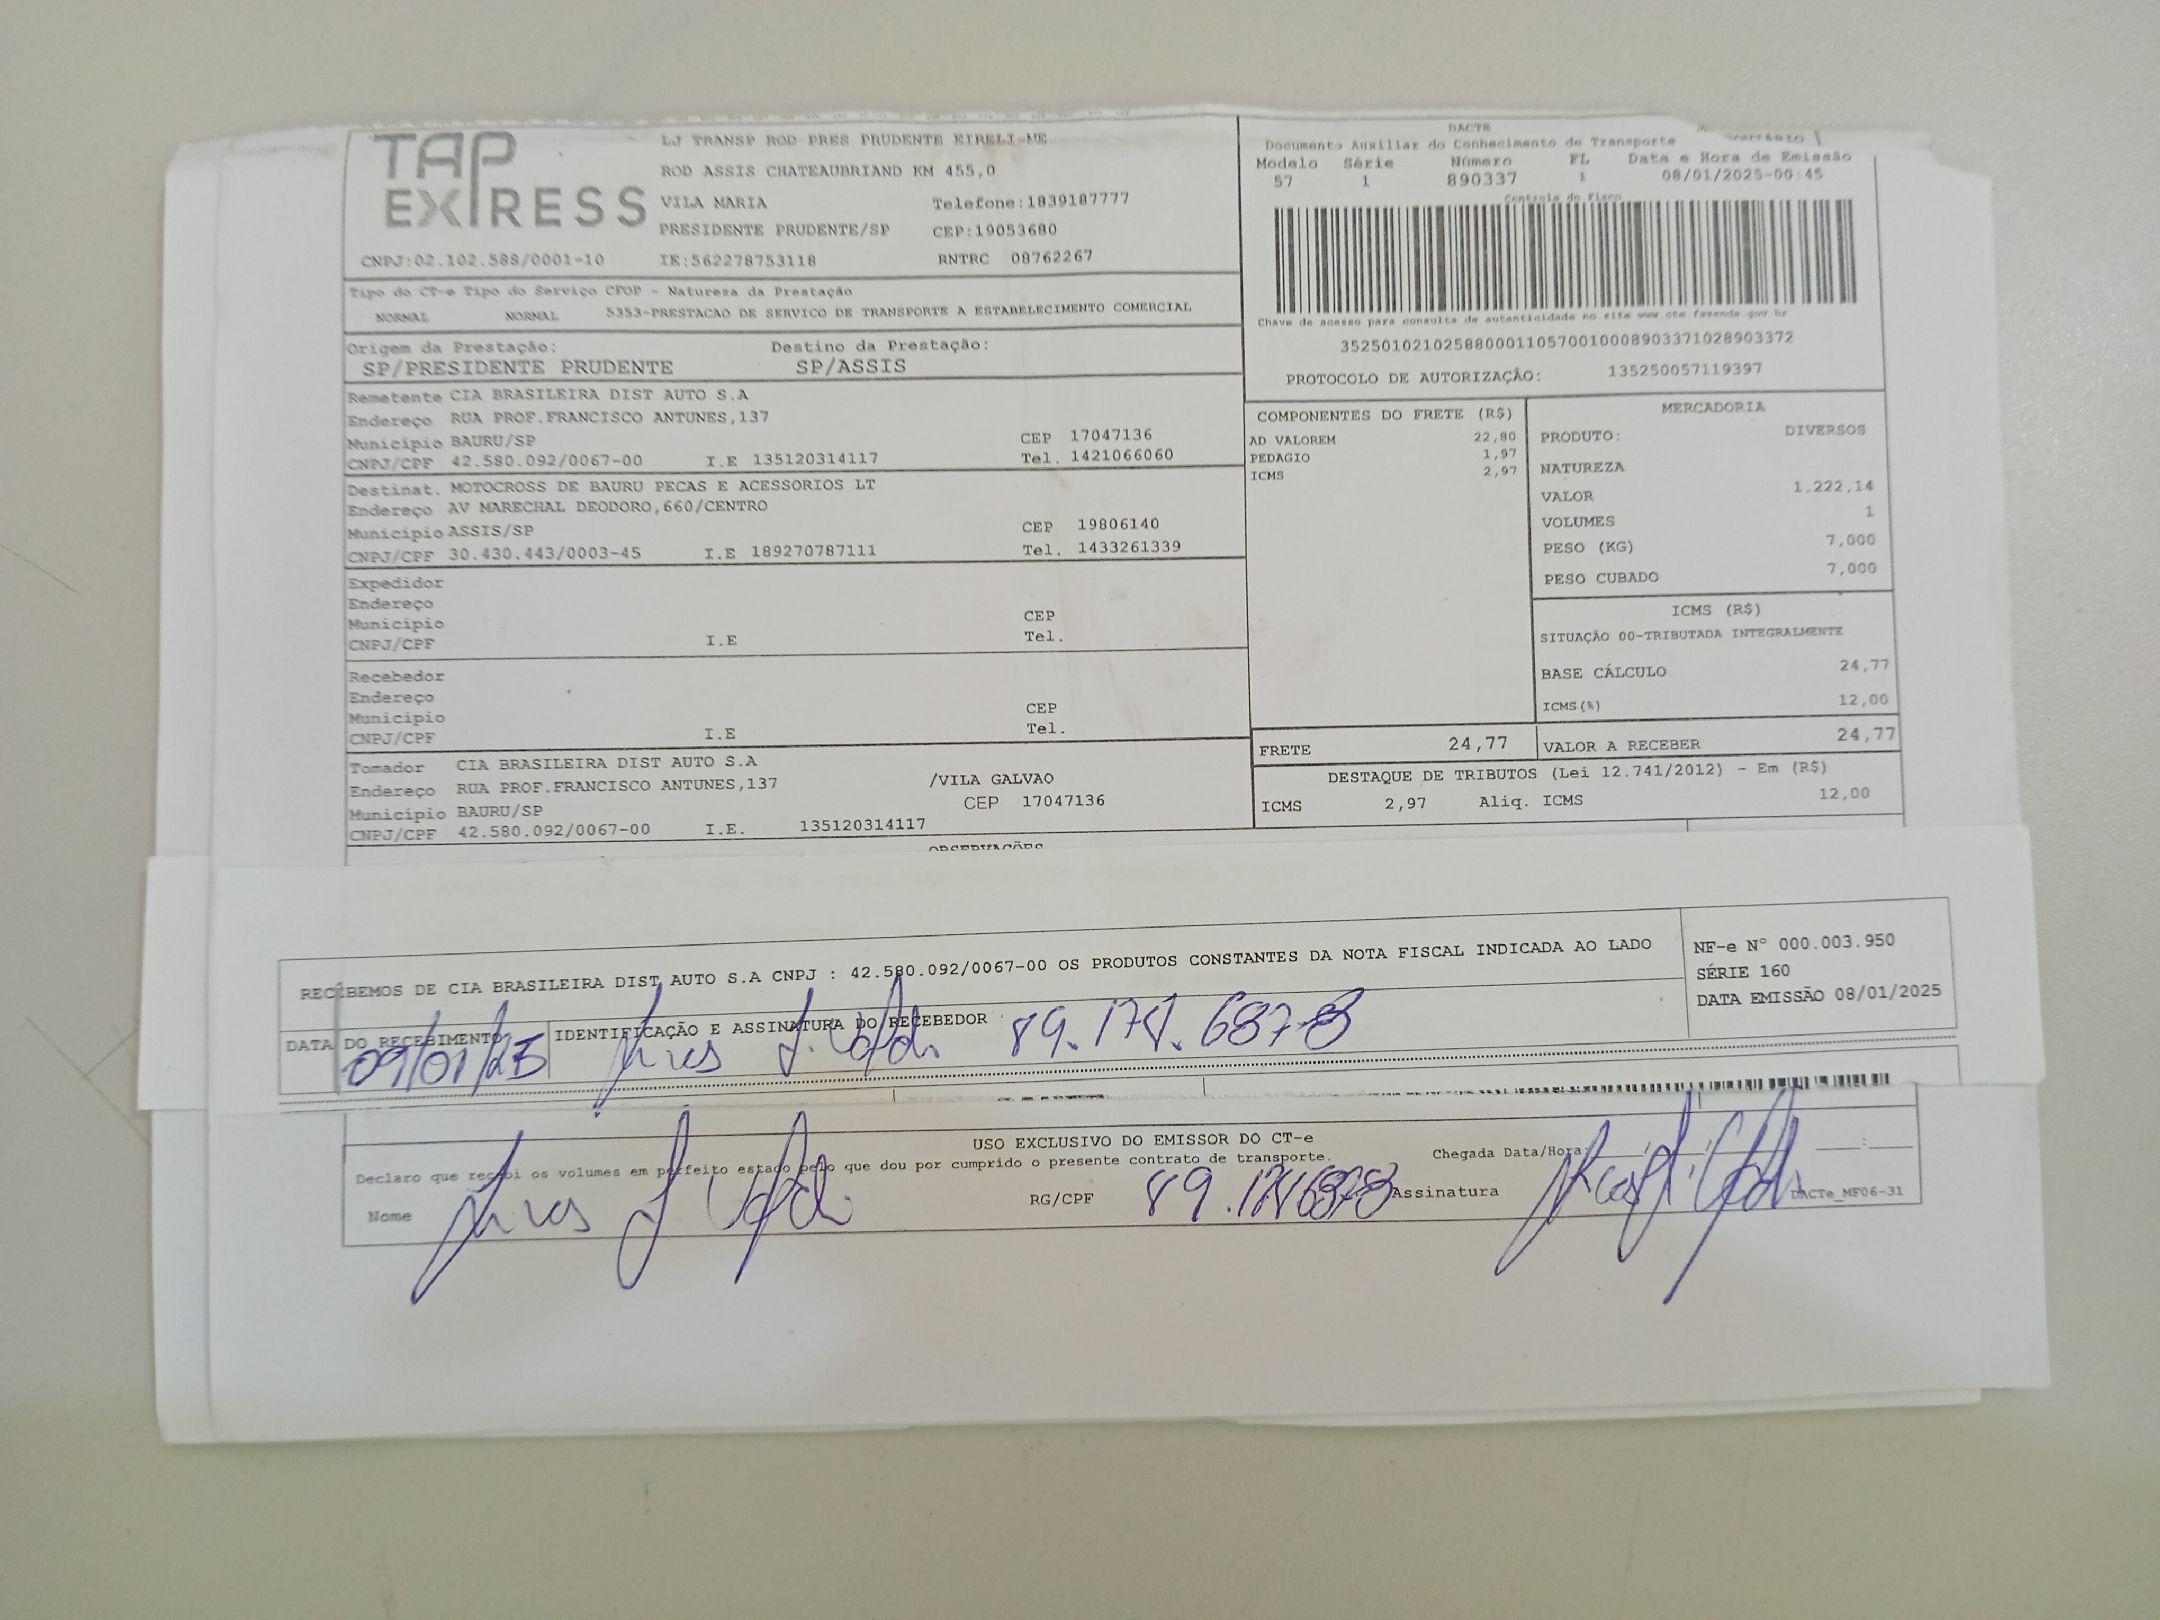 TAP EXPRESS
LJ TRANSP ROD PRES PRUDENTE EIRELI-ME
ROD ASSIS CHATEAUBRIAND KM 455,0
VILA MARIA Telefone:1839187777
PRESIDENTE PRUDENTE/SP CEP:19053680
CNPJ:02.102.588/0001-10 IE:562278753118 RNTRC 08762267
Tipo do CT-e Tipo do Serviço CFOP - Natureza da Prestação
NORMAL NORMAL 5353-PRESTACAO DE SERVICO DE TRANSPORTE A ESTABELECIMENTO COMERCIAL
Origem da Prestação: Destino da Prestação:
SP/PRESIDENTE PRUDENTE SP/ASSIS
Remetente CIA BRASILEIRA DIST AUTO S.A
Endereço RUA PROF.FRANCISCO ANTUNES,137
Município BAURU/SP CEP 17047136
CNPJ/CPF 42.580.092/0067-00 I.E 135120314117 Tel. 1421066060
Destinat. MOTOCROSS DE BAURU PECAS E ACESSORIOS LT
Endereço AV MARECHAL DEODORO,660/CENTRO
Município ASSIS/SP CEP 19806140
CNPJ/CPF 30.430.443/0003-45 I.E 189270787111 Tel. 1433261339
Expedidor
Endereço
Município CEP
CNPJ/CPF I.E Tel.
Recebedor
Endereço
Município CEP
CNPJ/CPF I.E Tel.
Tomador CIA BRASILEIRA DIST AUTO S.A
Endereço RUA PROF.FRANCISCO ANTUNES,137 /VILA GALVAO
Município BAURU/SP CEP 17047136
CNPJ/CPF 42.580.092/0067-00 I.E. 135120314117
OBSERVAÇÕES
DACTE
Documento Auxiliar do Conhecimento de Transporte
Modelo Série Número FL Data e Hora de Emissão
57 1 890337 1 08/01/2025-00:45
Controle do Fisco
Chave de acesso para consulta de autenticidade no site www.cte.fazenda.gov.br
35250102102588000110570010008903371028903372
PROTOCOLO DE AUTORIZAÇÃO: 135250057119397
COMPONENTES DO FRETE (R$)
AD VALOREM 22,80
PEDAGIO 1,97
ICMS 2,97
MERCADORIA
PRODUTO: DIVERSOS
NATUREZA
VALOR 1.222,14
VOLUMES 1
PESO (KG) 7,000
PESO CUBADO 7,000
ICMS (R$)
SITUAÇÃO 00-TRIBUTADA INTEGRALMENTE
BASE CÁLCULO 24,77
ICMS(%) 12,00
FRETE 24,77 VALOR A RECEBER 24,77
DESTAQUE DE TRIBUTOS (Lei 12.741/2012) - Em (R$)
ICMS 2,97 Aliq. ICMS 12,00
RECEBEMOS DE CIA BRASILEIRA DIST AUTO S.A CNPJ : 42.580.092/0067-00 OS PRODUTOS CONSTANTES DA NOTA FISCAL INDICADA AO LADO
NF-e N° 000.003.950
SÉRIE 160
DATA EMISSÃO 08/01/2025
DATA DO RECEBIMENTO IDENTIFICAÇÃO E ASSINATURA DO RECEBEDOR
09/01/25
USO EXCLUSIVO DO EMISSOR DO CT-e
Declaro que recebi os volumes em perfeito estado pelo que dou por cumprido o presente contrato de transporte. Chegada Data/Hora:
Nome RG/CPF Assinatura DACTe_MF06-31